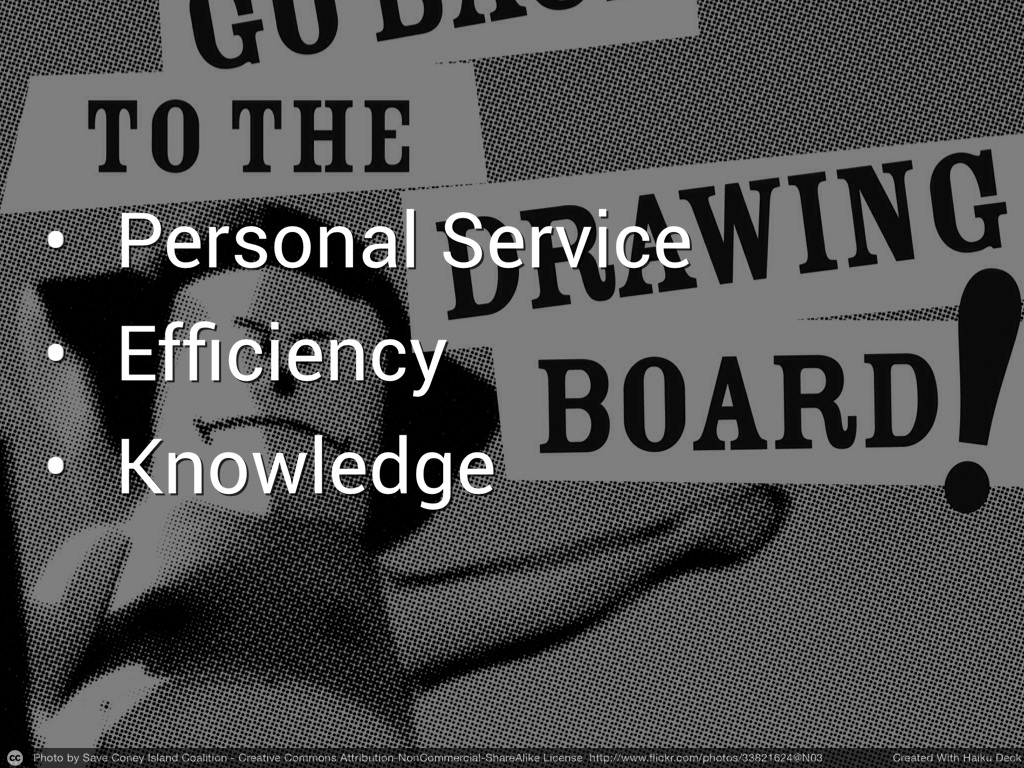 GO BACK
TO THE
DRAWING
BOARD!
• Personal Service
• Efficiency
• Knowledge
cc Photo by Save Coney Island Coalition - Creative Commons Attribution-NonCommercial-ShareAlike License http://www.flickr.com/photos/33821624@N03 Created With Haiku Deck